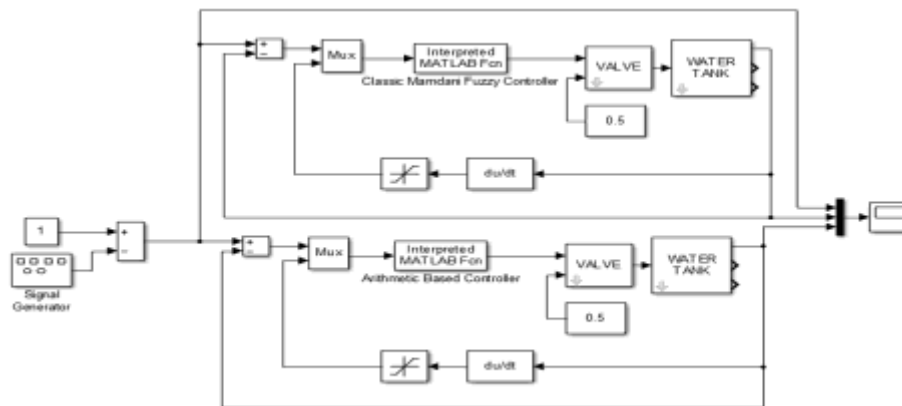 +
−
Mux
Interpreted
MATLAB Fcn
Classic Mamdani Fuzzy Controller
VALVE
WATER
TANK
0.5
du/dt
1
+
−
Signal
Generator
+
−
Mux
Interpreted
MATLAB Fcn
Arithmetic Based Controller
VALVE
WATER
TANK
0.5
du/dt